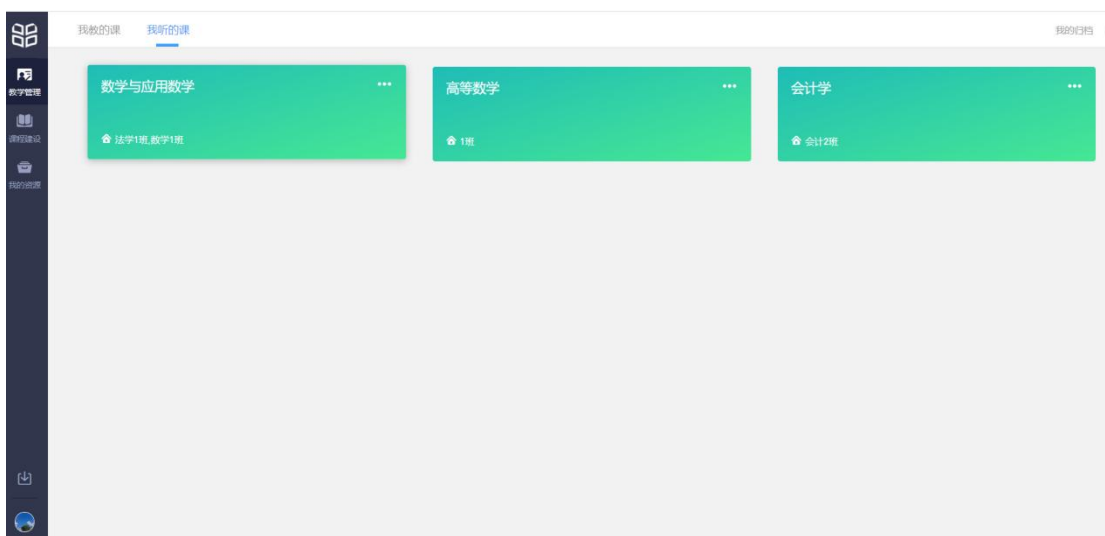 我教的课 我听的课 我的归档
教学管理
课程建设
我的资源
数学与应用数学
法学1班,数学1班
高等数学
1班
会计学
会计2班